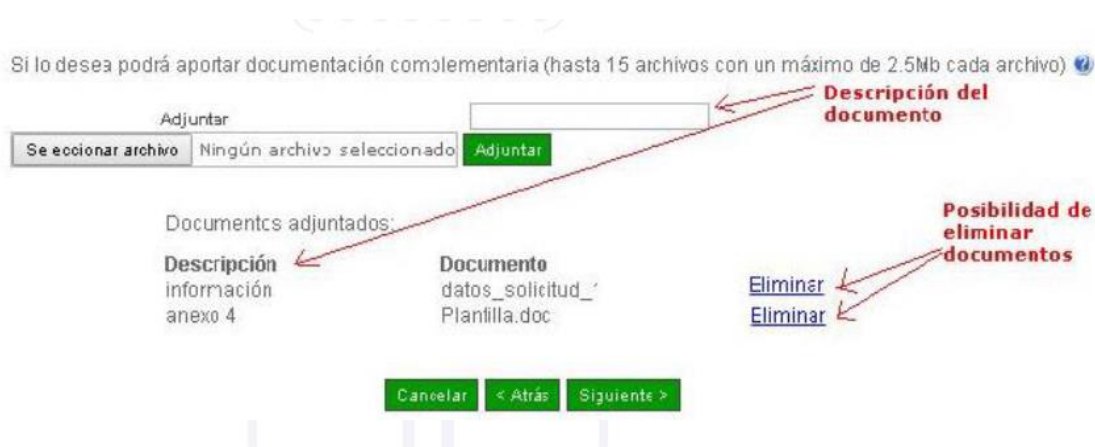 Si lo desea podrá aportar documentación complementaria (hasta 15 archivos con un máximo de 2.5Mb cada archivo)
Descripción del
documento
Adjuntar
Seleccionar archivo Ningún archivo seleccionado Adjuntar
Documentos adjuntados:
Posibilidad de
eliminar
documentos
Descripción Documento
información datos_solicitud_1 Eliminar
anexo 4 Plantilla.doc Eliminar
Cancelar < Atrás Siguiente >